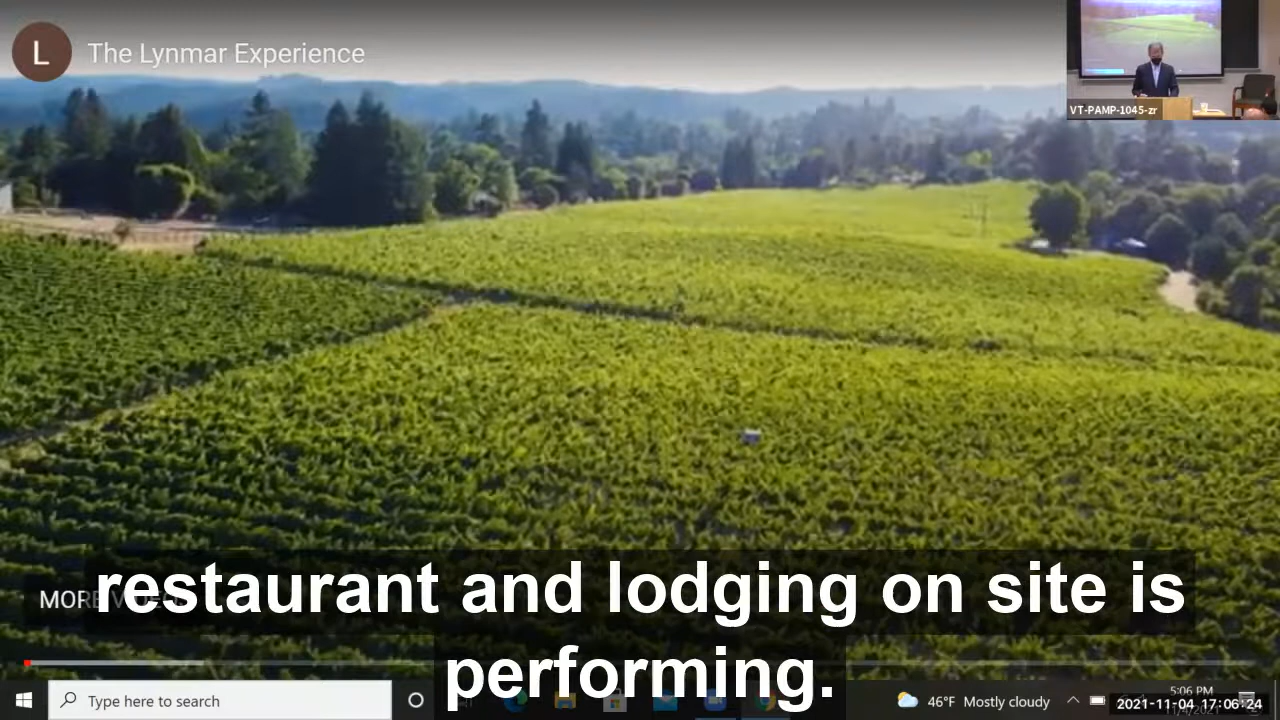 L
The Lynmar Experience
VT-PAMP-1045-zr
restaurant and lodging on site is
performing.
Type here to search
46°F Mostly cloudy
5:06 PM
2021-11-04 17:06:24